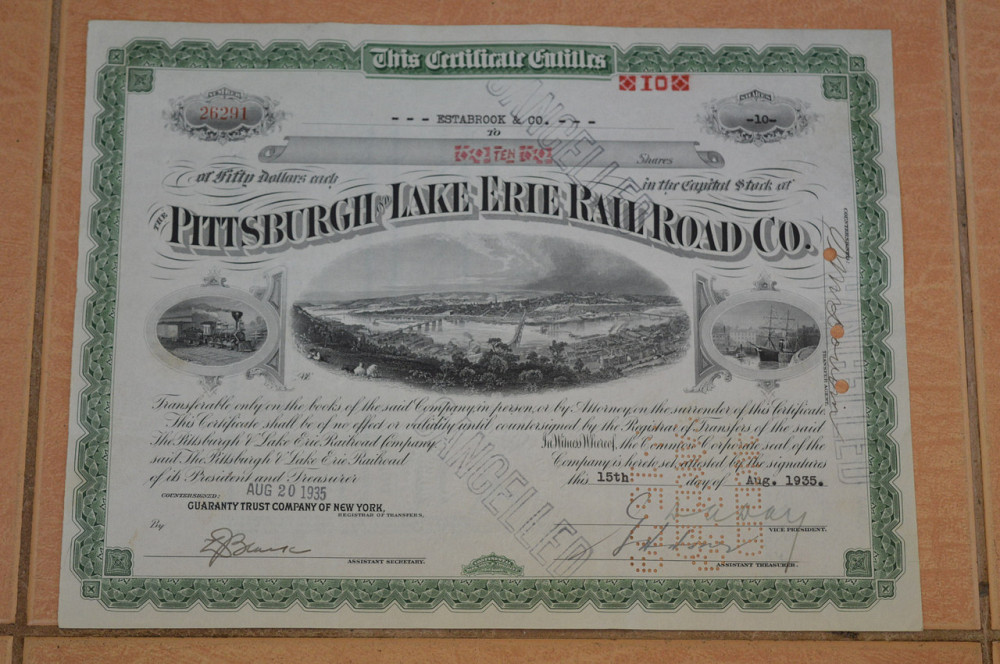 This Certificate Entitles
NUMBER
26291
10
SHARES
-10-
- - - ESTABROOK & CO. - - -
TO
TEN
Shares
of Fifty Dollars each
in the Capital Stock of
THE PITTSBURGH AND LAKE ERIE RAIL ROAD CO.
CANCELLED
Transferable only on the books of the said Company, in person, or by Attorney, on the surrender of this Certificate.
This Certificate shall be of no effect or validity until countersigned by the Registrar of Transfers of the said
The Pittsburgh & Lake Erie Railroad Company
In Witness Whereof, the Common Corporate seal of the
said The Pittsburgh & Lake Erie Railroad
Company is hereto set, attested by the signatures
of its President and Treasurer
this 15th day of Aug. 1935.
COUNTERSIGNED:
AUG 20 1935
GUARANTY TRUST COMPANY OF NEW YORK,
REGISTRAR OF TRANSFERS,
By
VICE PRESIDENT.
ASSISTANT SECRETARY.
ASSISTANT TREASURER.
CANCELLED
CANCELLED